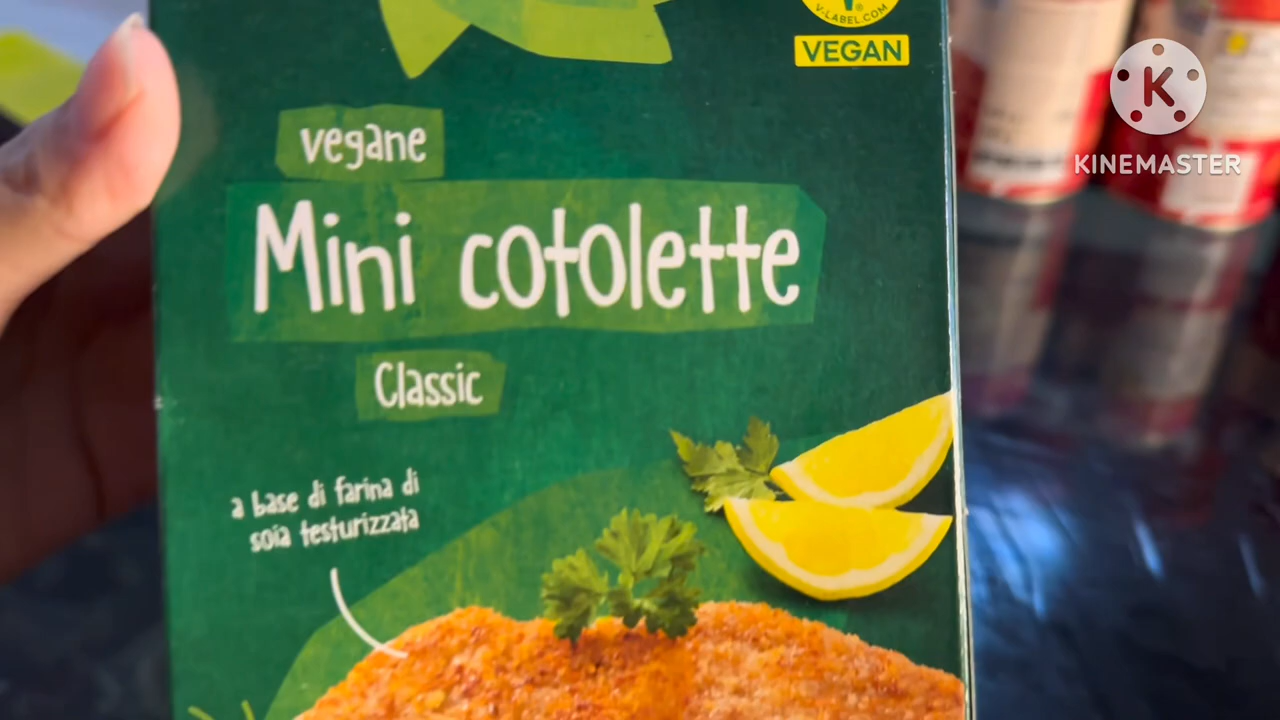 V-LABEL.COM
VEGAN
vegane
Mini cotolette
Classic
a base di farina di
soia testurizzata
K
KINEMASTER